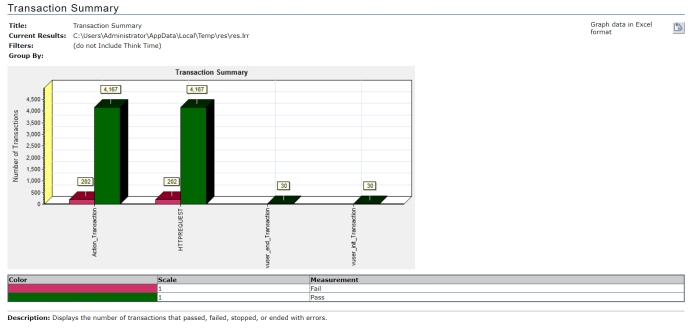 Transaction Summary
Title: Transaction Summary
Current Results: C:\Users\Administrator\AppData\Local\Temp\res\res.lrr
Filters: (do not Include Think Time)
Group By:
Graph data in Excel
format
Transaction Summary
Number of Transactions
4,500
4,000
3,500
3,000
2,500
2,000
1,500
1,000
500
0
202
4,167
202
4,167
30
30
Action_Transaction
HTTPREQUEST
vuser_end_Transaction
vuser_init_Transaction
Color Scale Measurement
1 Fail
1 Pass
Description: Displays the number of transactions that passed, failed, stopped, or ended with errors.